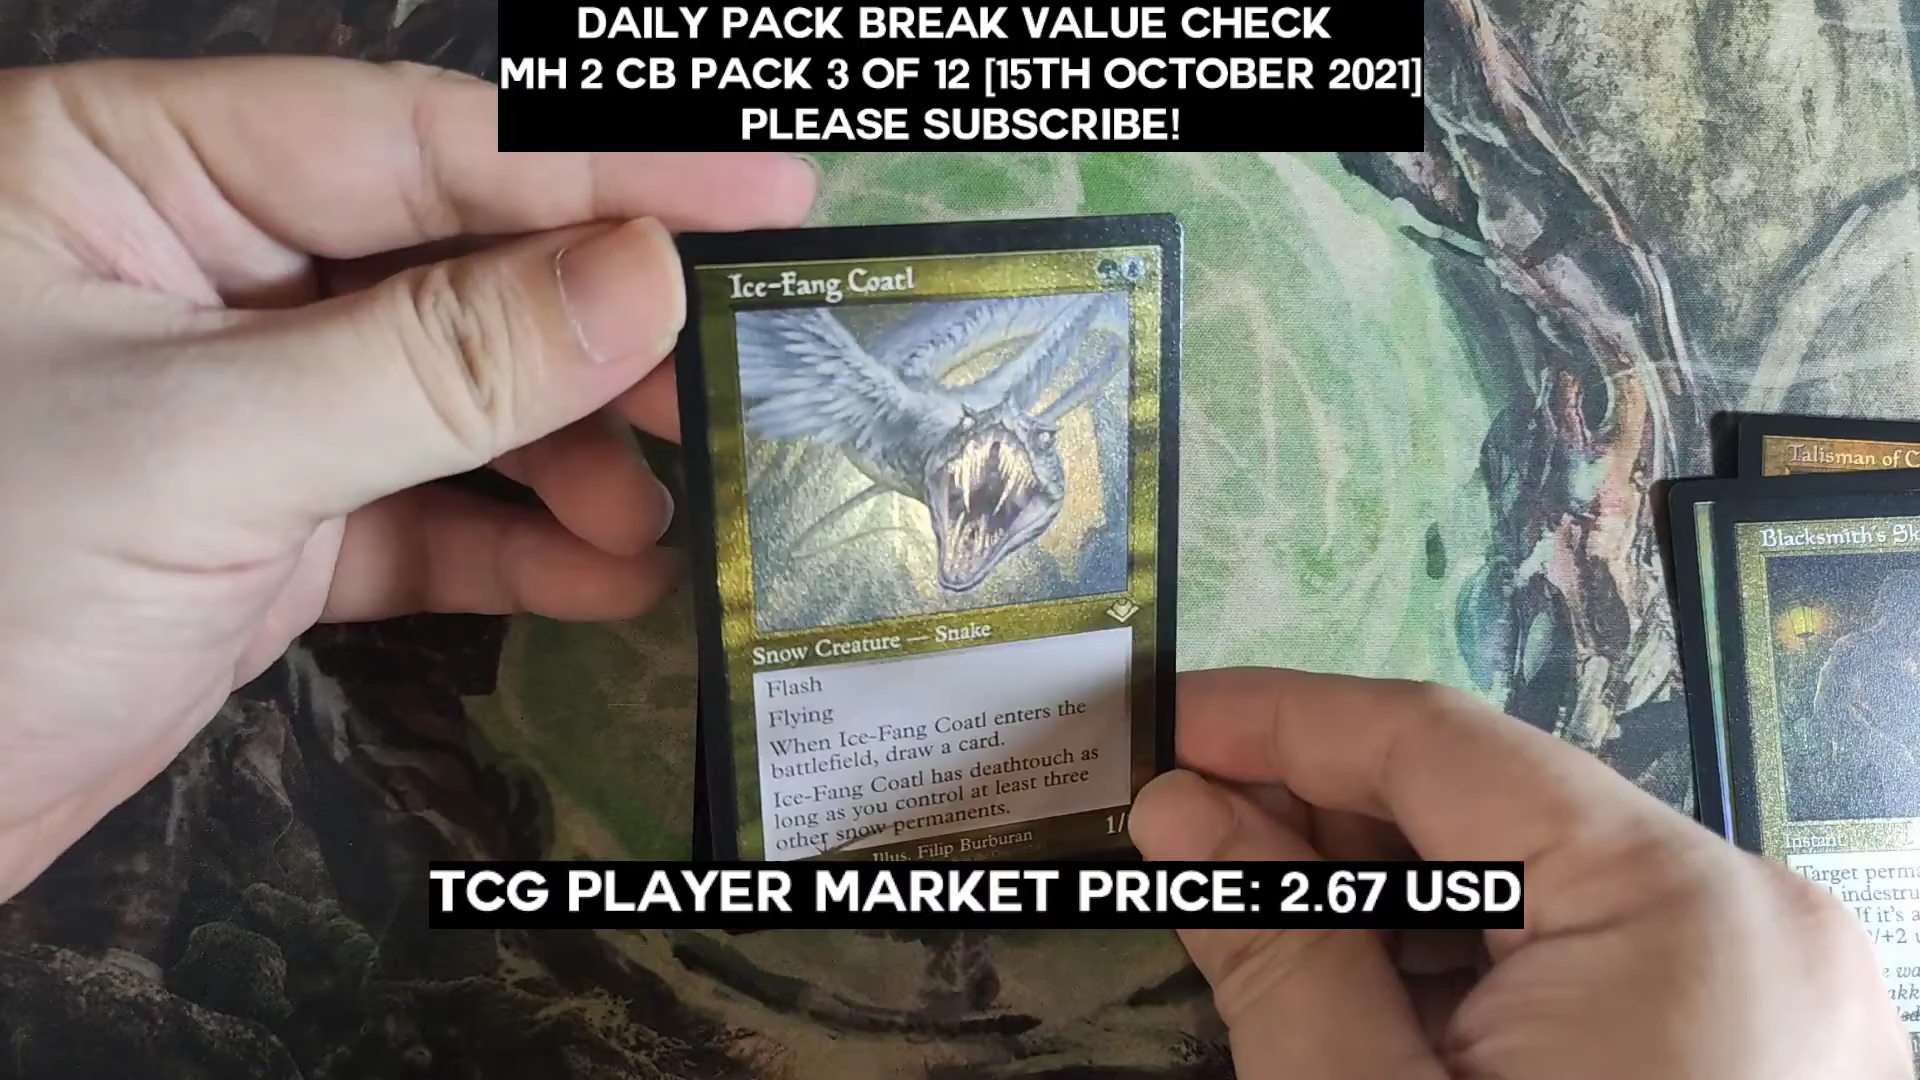 DAILY PACK BREAK VALUE CHECK
MH 2 CB PACK 3 OF 12 [15TH OCTOBER 2021]
PLEASE SUBSCRIBE!
Ice-Fang Coatl
Snow Creature — Snake
Flash
Flying
When Ice-Fang Coatl enters the
battlefield, draw a card.
Ice-Fang Coatl has deathtouch as
long as you control at least three
other snow permanents.
Illus. Filip Burburan
1/
TCG PLAYER MARKET PRICE: 2.67 USD
Talisman of
Blacksmith's
Instant
Target
If it's a
/+2